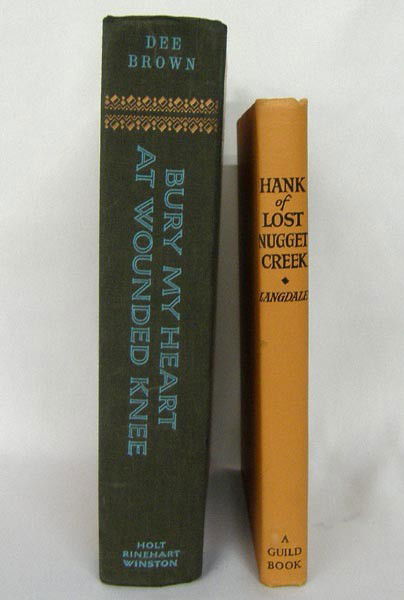 DEE
BROWN
BURY MY HEART
AT WOUNDED KNEE
HOLT
RINEHART
WINSTON
HANK
of
LOST
NUGGET
CREEK
LANGDALE
A
GUILD
BOOK